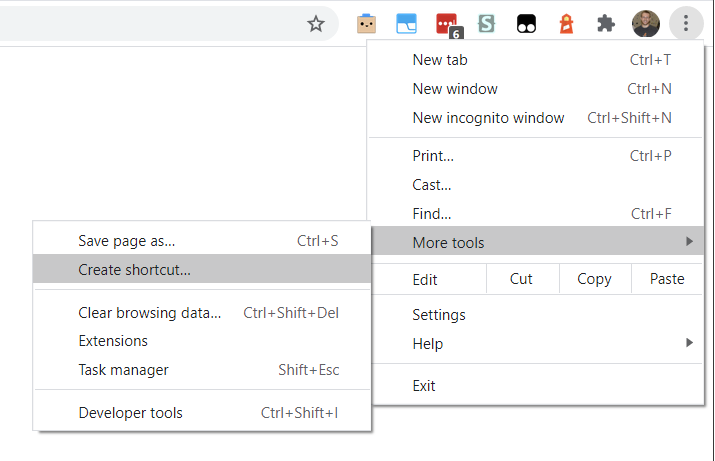 6
New tab Ctrl+T
New window Ctrl+N
New incognito window Ctrl+Shift+N
Print... Ctrl+P
Cast...
Find... Ctrl+F
More tools
Edit Cut Copy Paste
Settings
Help
Exit
Save page as... Ctrl+S
Create shortcut...
Clear browsing data... Ctrl+Shift+Del
Extensions
Task manager Shift+Esc
Developer tools Ctrl+Shift+I